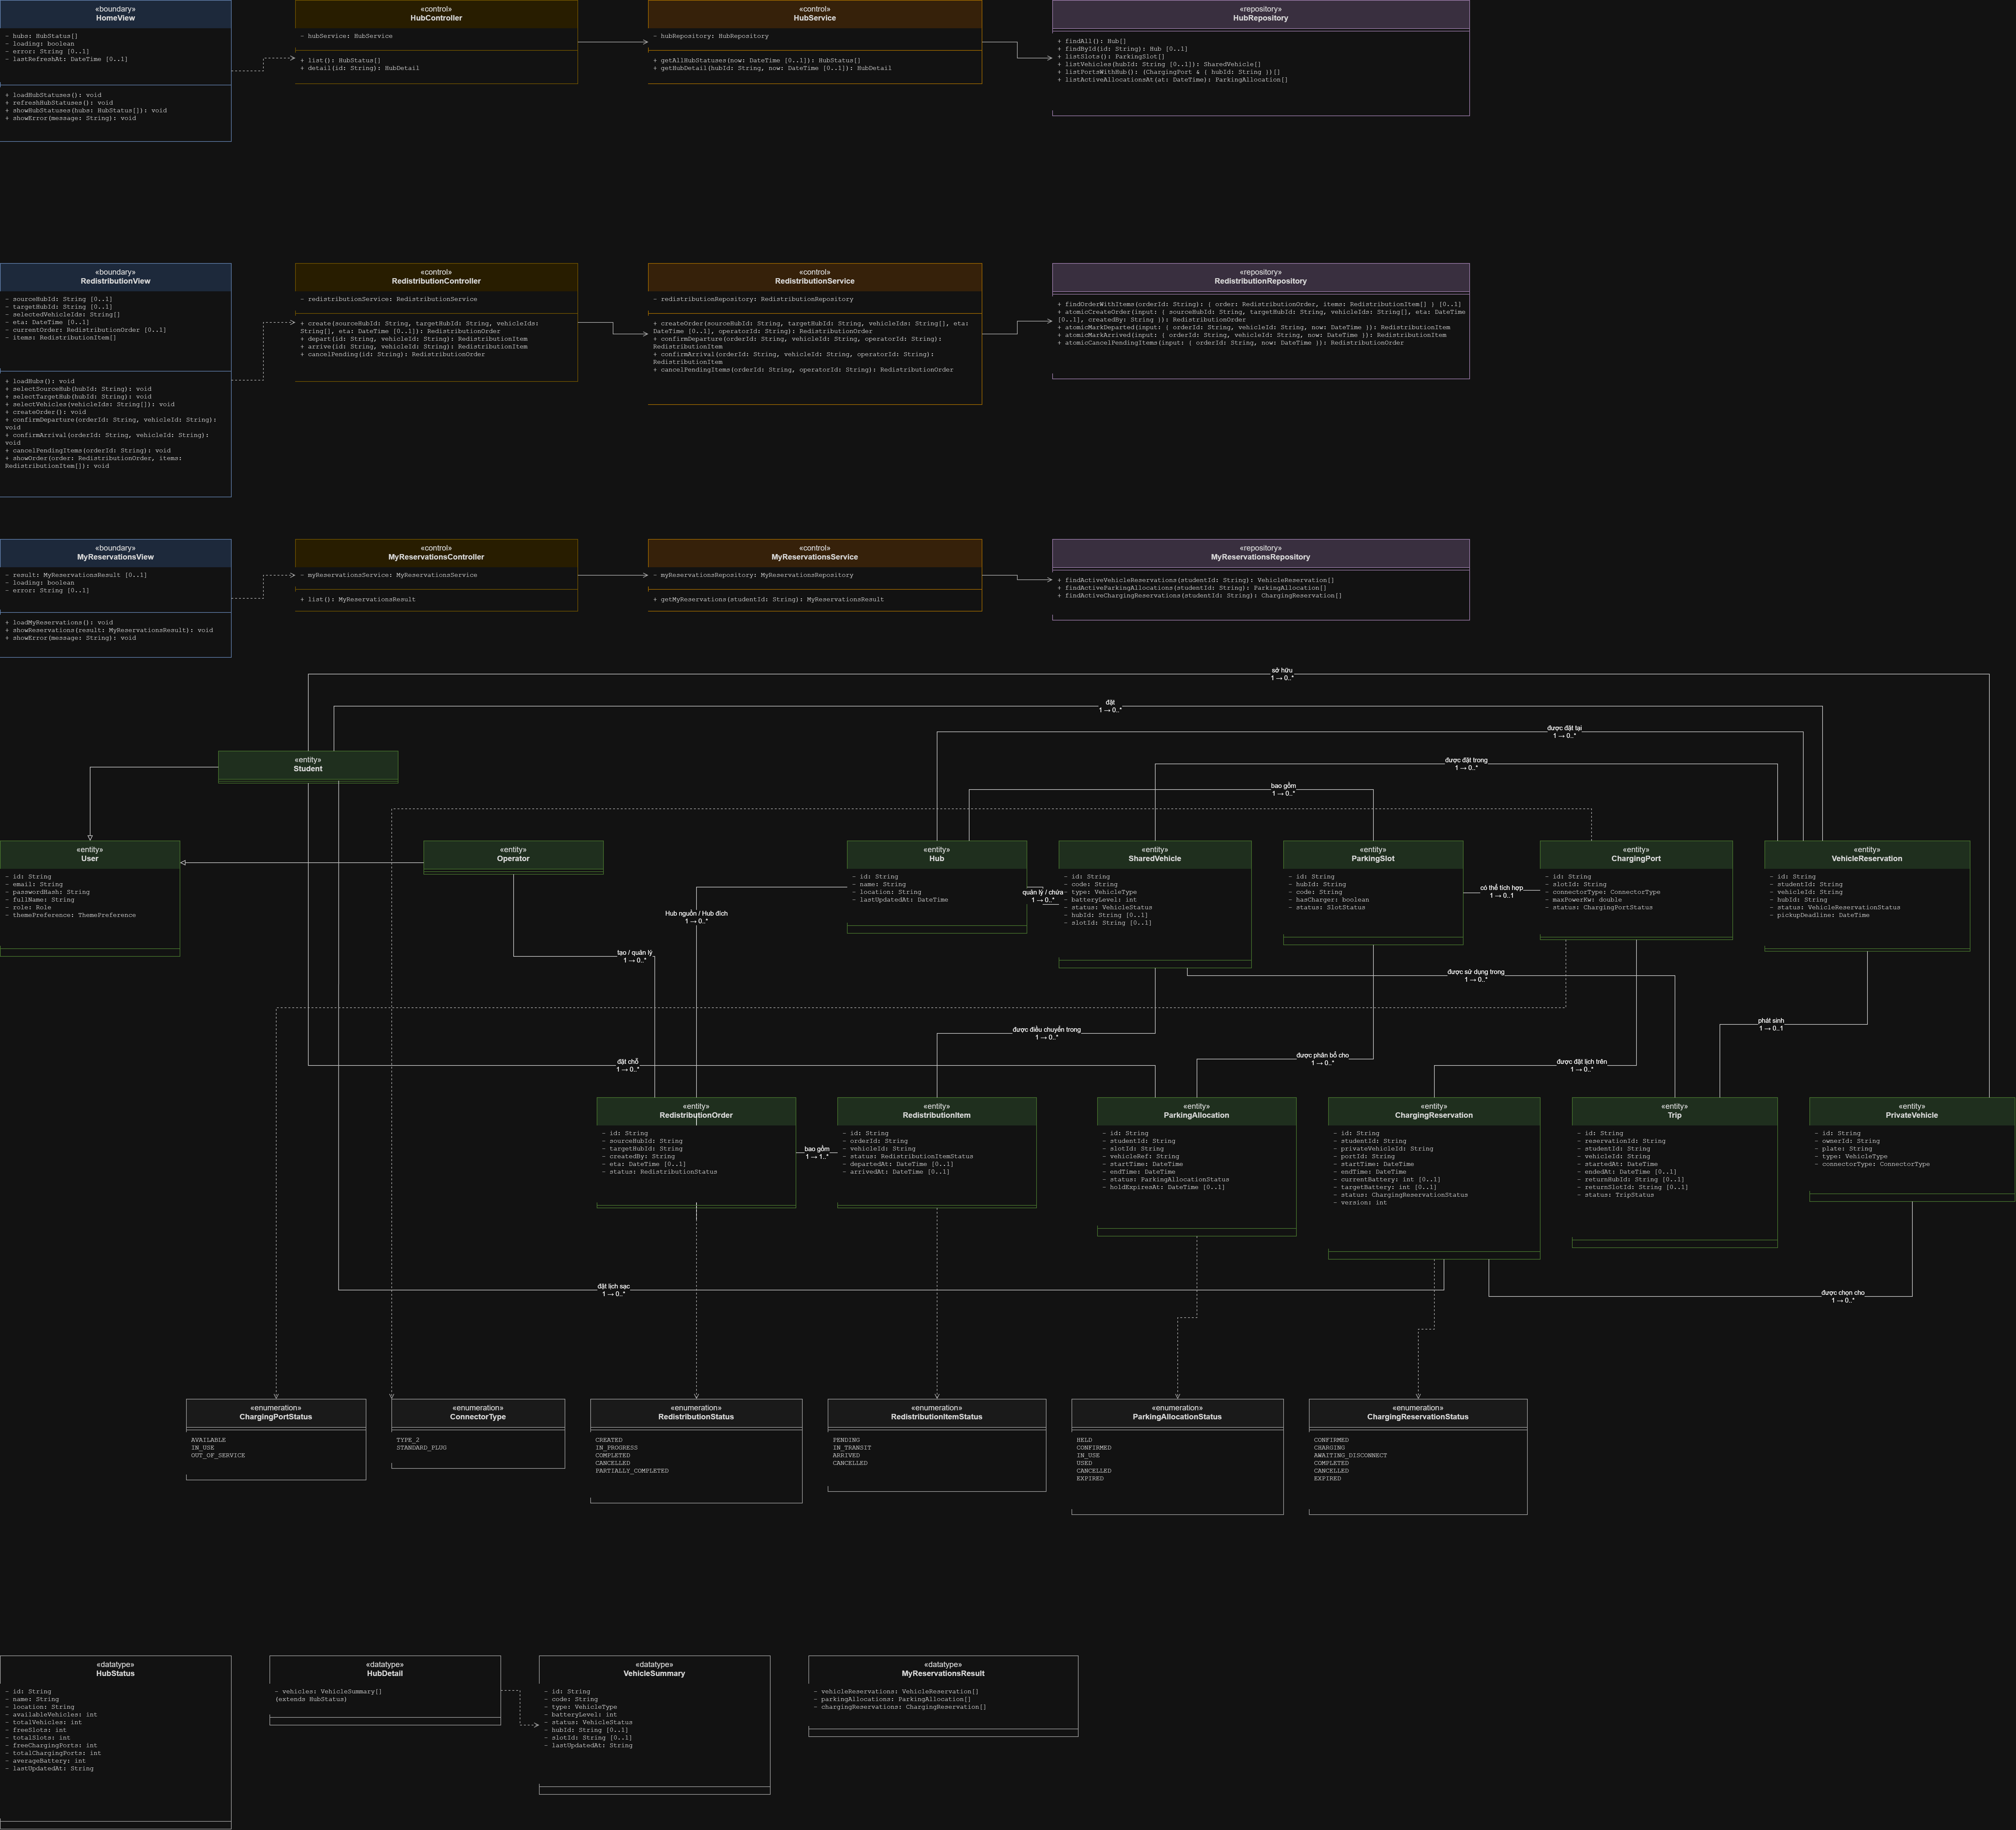 «boundary»
HomeView
- hubs: HubStatus[]
- loading: boolean
- error: String [0..1]
- lastRefreshAt: DateTime [0..1]
+ loadHubStatuses(): void
+ refreshHubStatuses(): void
+ showHubStatuses(hubs: HubStatus[]): void
+ showError(message: String): void
«control»
HubController
- hubService: HubService
+ list(): HubStatus[]
+ detail(id: String): HubDetail
«control»
HubService
- hubRepository: HubRepository
+ getAllHubStatuses(now: DateTime [0..1]): HubStatus[]
+ getHubDetail(hubId: String, now: DateTime [0..1]): HubDetail
«repository»
HubRepository
+ findAll(): Hub[]
+ findById(id: String): Hub [0..1]
+ listSlots(): ParkingSlot[]
+ listVehicles(hubId: String [0..1]): SharedVehicle[]
+ listPortsWithHub(): (ChargingPort & { hubId: String })[]
+ listActiveAllocationsAt(at: DateTime): ParkingAllocation[]
«boundary»
RedistributionView
- sourceHubId: String [0..1]
- targetHubId: String [0..1]
- selectedVehicleIds: String[]
- eta: DateTime [0..1]
- currentOrder: RedistributionOrder [0..1]
- items: RedistributionItem[]
+ loadHubs(): void
+ selectSourceHub(hubId: String): void
+ selectTargetHub(hubId: String): void
+ selectVehicles(vehicleIds: String[]): void
+ createOrder(): void
+ confirmDeparture(orderId: String, vehicleId: String):
void
+ confirmArrival(orderId: String, vehicleId: String):
void
+ cancelPendingItems(orderId: String): void
+ showOrder(order: RedistributionOrder, items:
RedistributionItem[]): void
«control»
RedistributionController
- redistributionService: RedistributionService
+ create(sourceHubId: String, targetHubId: String, vehicleIds:
String[], eta: DateTime [0..1]): RedistributionOrder
+ depart(id: String, vehicleId: String): RedistributionItem
+ arrive(id: String, vehicleId: String): RedistributionItem
+ cancelPending(id: String): RedistributionOrder
«control»
RedistributionService
- redistributionRepository: RedistributionRepository
+ createOrder(sourceHubId: String, targetHubId: String, vehicleIds: String[], eta:
DateTime [0..1], operatorId: String): RedistributionOrder
+ confirmDeparture(orderId: String, vehicleId: String, operatorId: String):
RedistributionItem
+ confirmArrival(orderId: String, vehicleId: String, operatorId: String):
RedistributionItem
+ cancelPendingItems(orderId: String, operatorId: String): RedistributionOrder
«repository»
RedistributionRepository
+ findOrderWithItems(orderId: String): { order: RedistributionOrder, items: RedistributionItem[] } [0..1]
+ atomicCreateOrder(input: { sourceHubId: String, targetHubId: String, vehicleIds: String[], eta: DateTime
[0..1], createdBy: String }): RedistributionOrder
+ atomicMarkDeparted(input: { orderId: String, vehicleId: String, now: DateTime }): RedistributionItem
+ atomicMarkArrived(input: { orderId: String, vehicleId: String, now: DateTime }): RedistributionItem
+ atomicCancelPendingItems(input: { orderId: String, now: DateTime }): RedistributionOrder
«boundary»
MyReservationsView
- result: MyReservationsResult [0..1]
- loading: boolean
- error: String [0..1]
+ loadMyReservations(): void
+ showReservations(result: MyReservationsResult): void
+ showError(message: String): void
«control»
MyReservationsController
- myReservationsService: MyReservationsService
+ list(): MyReservationsResult
«control»
MyReservationsService
- myReservationsRepository: MyReservationsRepository
+ getMyReservations(studentId: String): MyReservationsResult
«repository»
MyReservationsRepository
+ findActiveVehicleReservations(studentId: String): VehicleReservation[]
+ findActiveParkingAllocations(studentId: String): ParkingAllocation[]
+ findActiveChargingReservations(studentId: String): ChargingReservation[]
sở hữu
1 → 0..*
đặt
1 → 0..*
được đặt tại
1 → 0..*
«entity»
Student
được đặt trong
1 → 0..*
bao gồm
1 → 0..*
«entity»
User
- id: String
- email: String
- passwordHash: String
- fullName: String
- role: Role
- themePreference: ThemePreference
«entity»
Operator
«entity»
Hub
- id: String
- name: String
- location: String
- lastUpdatedAt: DateTime
quản lý / chứa
1 → 0..*
«entity»
SharedVehicle
- id: String
- code: String
- type: VehicleType
- batteryLevel: int
- status: VehicleStatus
- hubId: String [0..1]
- slotId: String [0..1]
«entity»
ParkingSlot
- id: String
- hubId: String
- code: String
- hasCharger: boolean
- status: SlotStatus
có thể tích hợp
1 → 0..1
«entity»
ChargingPort
- id: String
- slotId: String
- connectorType: ConnectorType
- maxPowerKw: double
- status: ChargingPortStatus
«entity»
VehicleReservation
- id: String
- studentId: String
- vehicleId: String
- hubId: String
- status: VehicleReservationStatus
- pickupDeadline: DateTime
Hub nguồn / Hub đích
1 → 0..*
tạo / quản lý
1 → 0..*
được sử dụng trong
1 → 0..*
phát sinh
1 → 0..1
được điều chuyển trong
1 → 0..*
được phân bổ cho
1 → 0..*
đặt chỗ
1 → 0..*
được đặt lịch trên
1 → 0..*
«entity»
RedistributionOrder
- id: String
- sourceHubId: String
- targetHubId: String
- createdBy: String
- eta: DateTime [0..1]
- status: RedistributionStatus
bao gồm
1 → 1..*
«entity»
RedistributionItem
- id: String
- orderId: String
- vehicleId: String
- status: RedistributionItemStatus
- departedAt: DateTime [0..1]
- arrivedAt: DateTime [0..1]
«entity»
ParkingAllocation
- id: String
- studentId: String
- slotId: String
- vehicleRef: String
- startTime: DateTime
- endTime: DateTime
- status: ParkingAllocationStatus
- holdExpiresAt: DateTime [0..1]
«entity»
ChargingReservation
- id: String
- studentId: String
- privateVehicleId: String
- portId: String
- startTime: DateTime
- endTime: DateTime
- currentBattery: int [0..1]
- targetBattery: int [0..1]
- status: ChargingReservationStatus
- version: int
«entity»
Trip
- id: String
- reservationId: String
- studentId: String
- vehicleId: String
- startedAt: DateTime
- endedAt: DateTime [0..1]
- returnHubId: String [0..1]
- returnSlotId: String [0..1]
- status: TripStatus
«entity»
PrivateVehicle
- id: String
- ownerId: String
- plate: String
- type: VehicleType
- connectorType: ConnectorType
đặt lịch sạc
1 → 0..*
được chọn cho
1 → 0..*
«enumeration»
ChargingPortStatus
AVAILABLE
IN_USE
OUT_OF_SERVICE
«enumeration»
ConnectorType
TYPE_2
STANDARD_PLUG
«enumeration»
RedistributionStatus
CREATED
IN_PROGRESS
COMPLETED
CANCELLED
PARTIALLY_COMPLETED
«enumeration»
RedistributionItemStatus
PENDING
IN_TRANSIT
ARRIVED
CANCELLED
«enumeration»
ParkingAllocationStatus
HELD
CONFIRMED
IN_USE
USED
CANCELLED
EXPIRED
«enumeration»
ChargingReservationStatus
CONFIRMED
CHARGING
AWAITING_DISCONNECT
COMPLETED
CANCELLED
EXPIRED
«datatype»
HubStatus
- id: String
- name: String
- location: String
- availableVehicles: int
- totalVehicles: int
- freeSlots: int
- totalSlots: int
- freeChargingPorts: int
- totalChargingPorts: int
- averageBattery: int
- lastUpdatedAt: String
«datatype»
HubDetail
- vehicles: VehicleSummary[]
(extends HubStatus)
«datatype»
VehicleSummary
- id: String
- code: String
- type: VehicleType
- batteryLevel: int
- status: VehicleStatus
- hubId: String [0..1]
- slotId: String [0..1]
- lastUpdatedAt: String
«datatype»
MyReservationsResult
- vehicleReservations: VehicleReservation[]
- parkingAllocations: ParkingAllocation[]
- chargingReservations: ChargingReservation[]